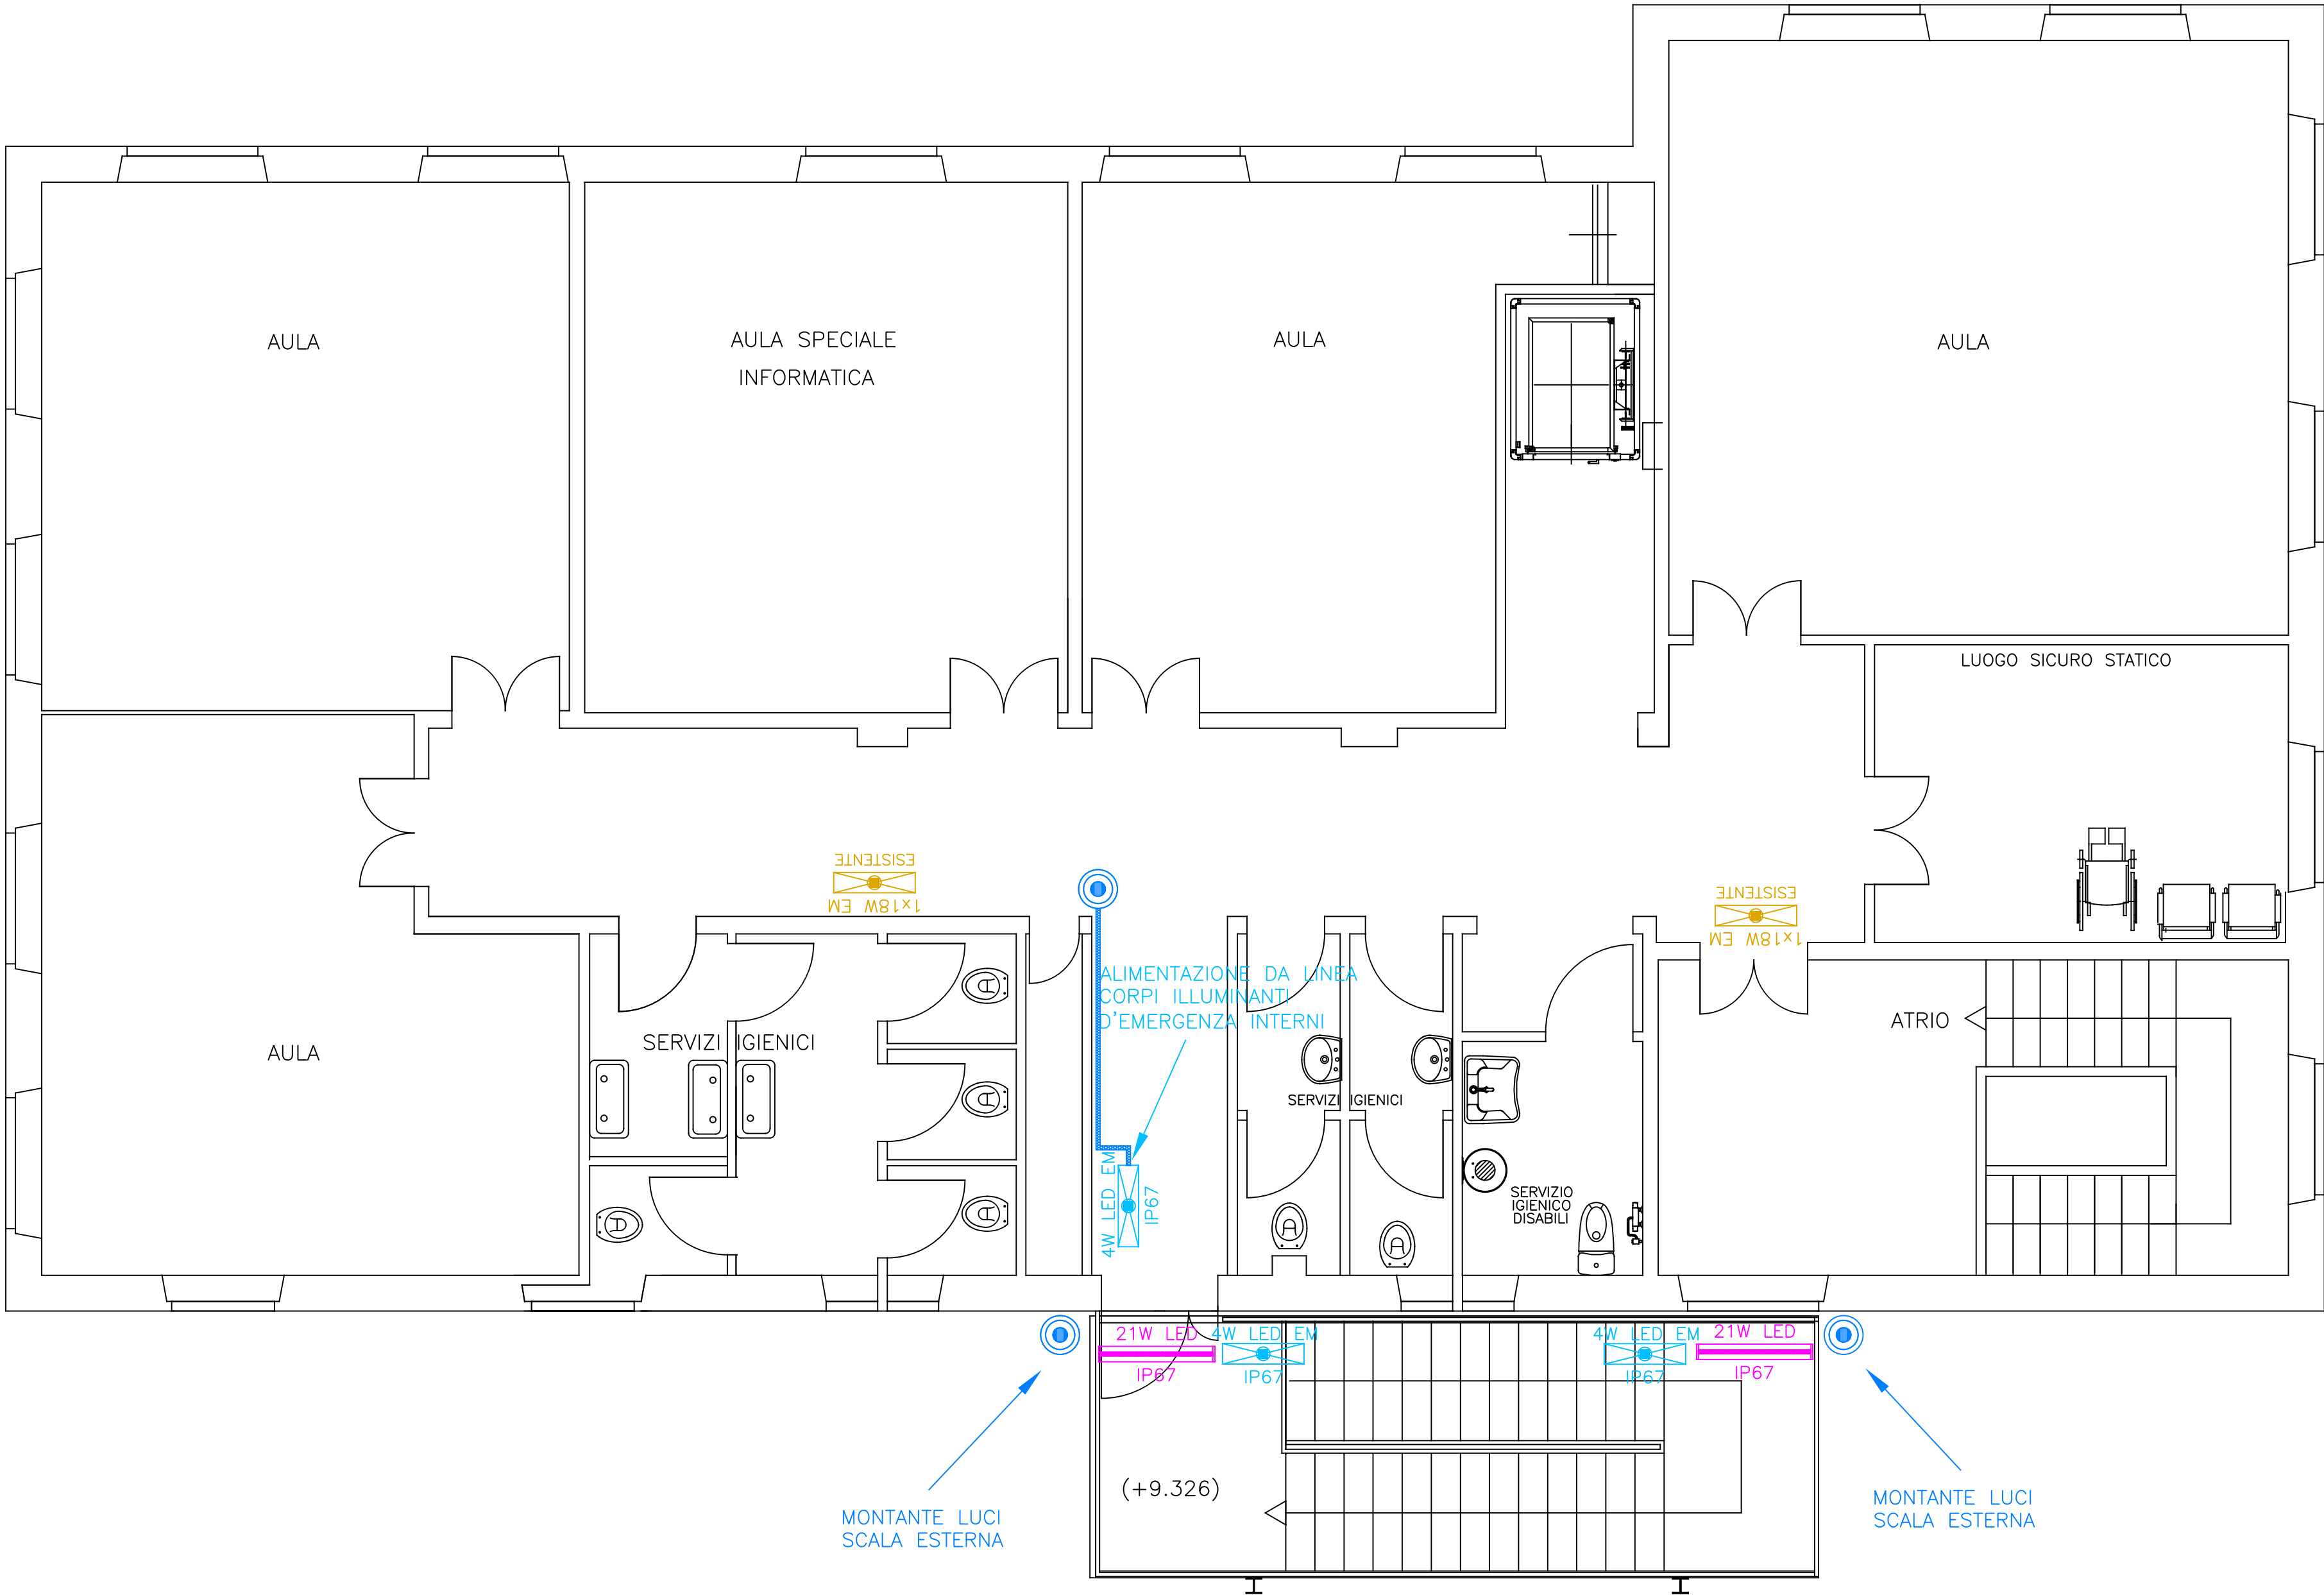 AULA
AULA SPECIALE
INFORMATICA
AULA
AULA
LUOGO SICURO STATICO
ESISTENTE
1x18W EM
ESISTENTE
1x18W EM
ALIMENTAZIONE DA LINEA
CORPI ILLUMINANTI
D'EMERGENZA INTERNI
ATRIO
AULA
SERVIZI IGIENICI
SERVIZI IGIENICI
4W LED EM
IP67
SERVIZIO
IGIENICO
DISABILI
21W LED
IP67
4W LED EM
IP67
4W LED EM
IP67
21W LED
IP67
(+9.326)
MONTANTE LUCI
SCALA ESTERNA
MONTANTE LUCI
SCALA ESTERNA